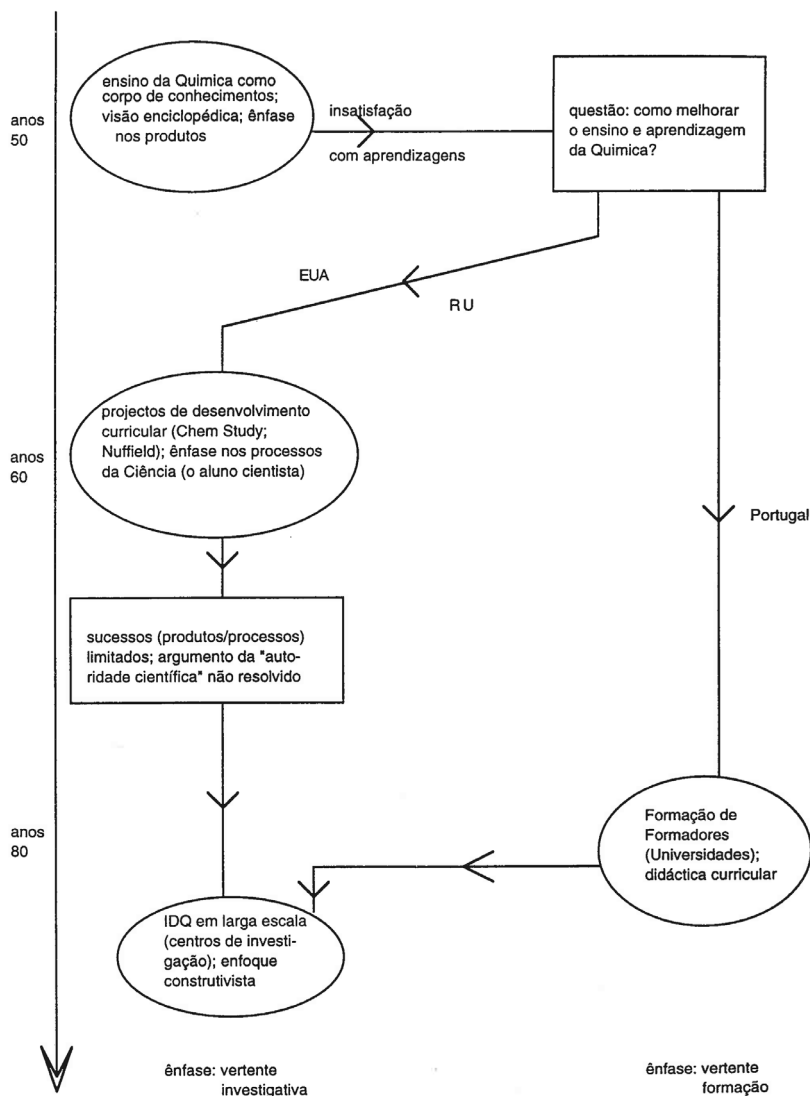 anos
50
ensino da Quimica como
corpo de conhecimentos;
visão enciclopédica; ênfase
nos produtos
insatisfação
com aprendizagens
questão: como melhorar
o ensino e aprendizagem
da Quimica?
EUA
RU
anos
60
projectos de desenvolvimento
curricular (Chem Study;
Nuffield); ênfase nos processos
da Ciência (o aluno cientista)
Portugal
sucessos (produtos/processos)
limitados; argumento da "auto-
ridade científica" não resolvido
anos
80
Formação de
Formadores
(Universidades);
didáctica curricular
IDQ em larga escala
(centros de investi-
gação); enfoque
construtivista
ênfase: vertente
investigativa
ênfase: vertente
formação